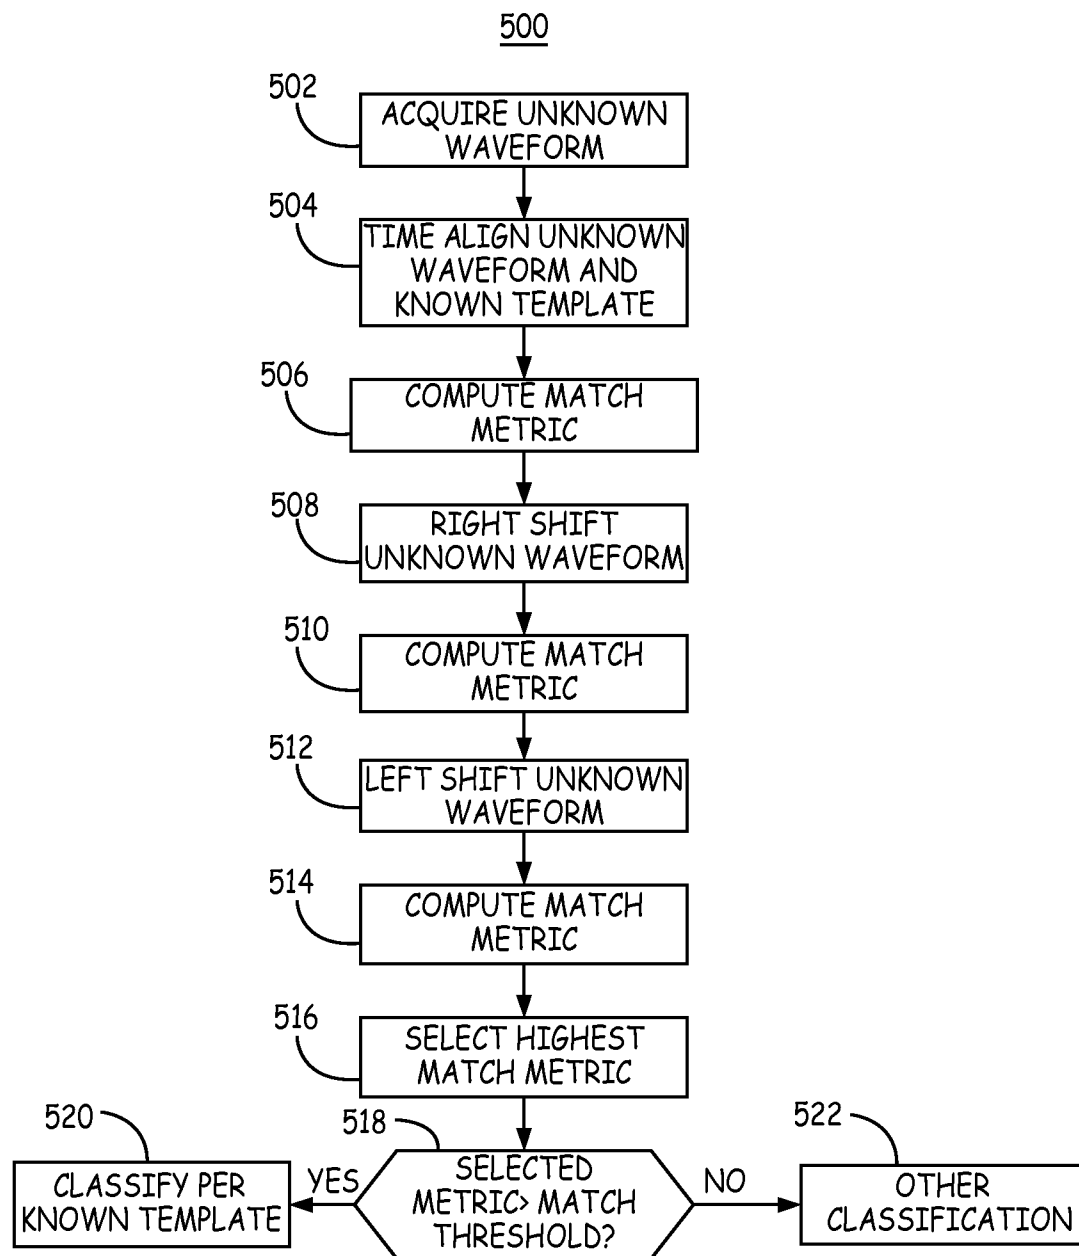 500
502
ACQUIRE UNKNOWN
WAVEFORM
504
TIME ALIGN UNKNOWN
WAVEFORM AND
KNOWN TEMPLATE
506
COMPUTE MATCH
METRIC
508
RIGHT SHIFT
UNKNOWN WAVEFORM
510
COMPUTE MATCH
METRIC
512
LEFT SHIFT UNKNOWN
WAVEFORM
514
COMPUTE MATCH
METRIC
516
SELECT HIGHEST
MATCH METRIC
518
SELECTED
METRIC> MATCH
THRESHOLD?
YES
520
CLASSIFY PER
KNOWN TEMPLATE
NO
522
OTHER
CLASSIFICATION